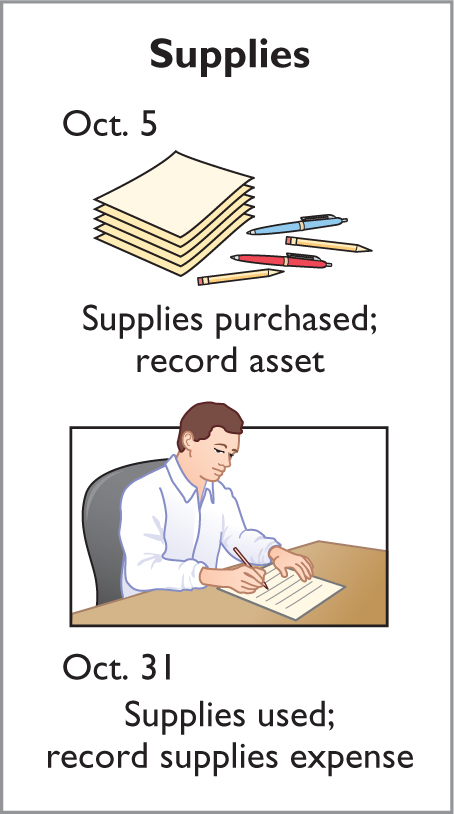 Supplies
Oct. 5
Supplies purchased;
record asset
Oct. 31
Supplies used;
record supplies expense